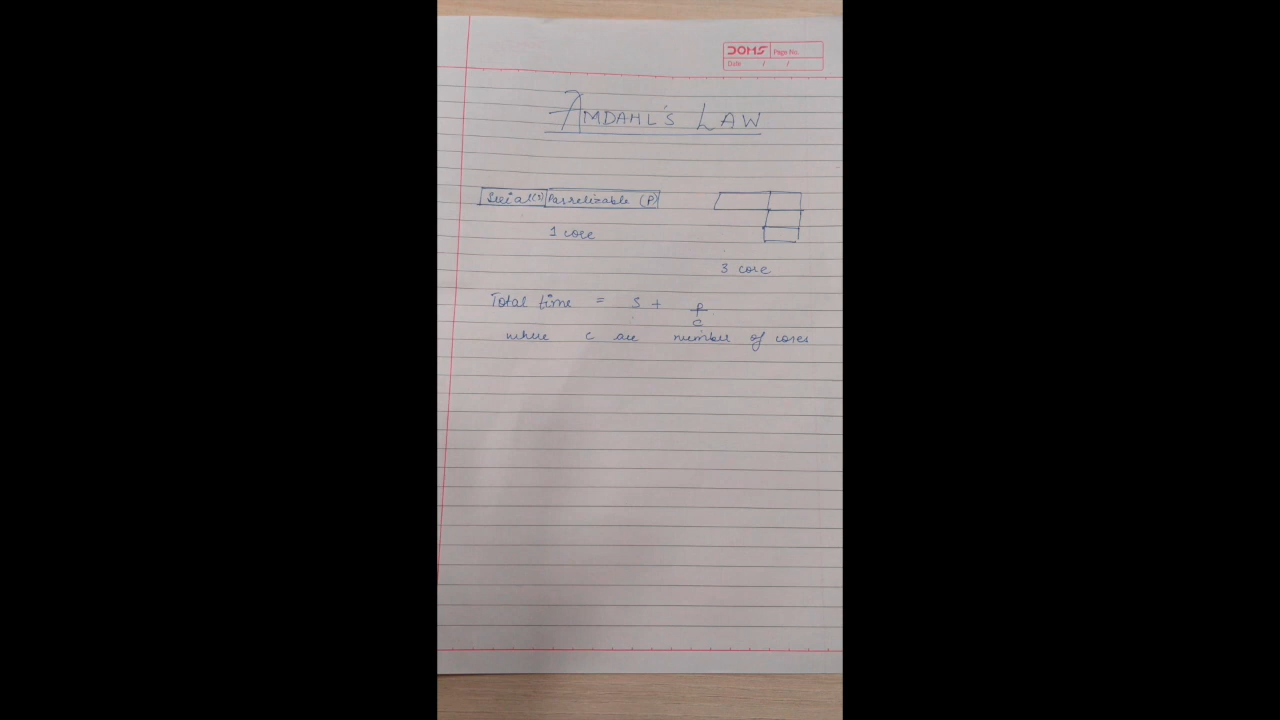 DOMS Page No.
Date / /
AMDAHL'S LAW
Serial(s) Parrelizable (P)
1 core
3 core
Total time = S + P/C
where c are number of cores